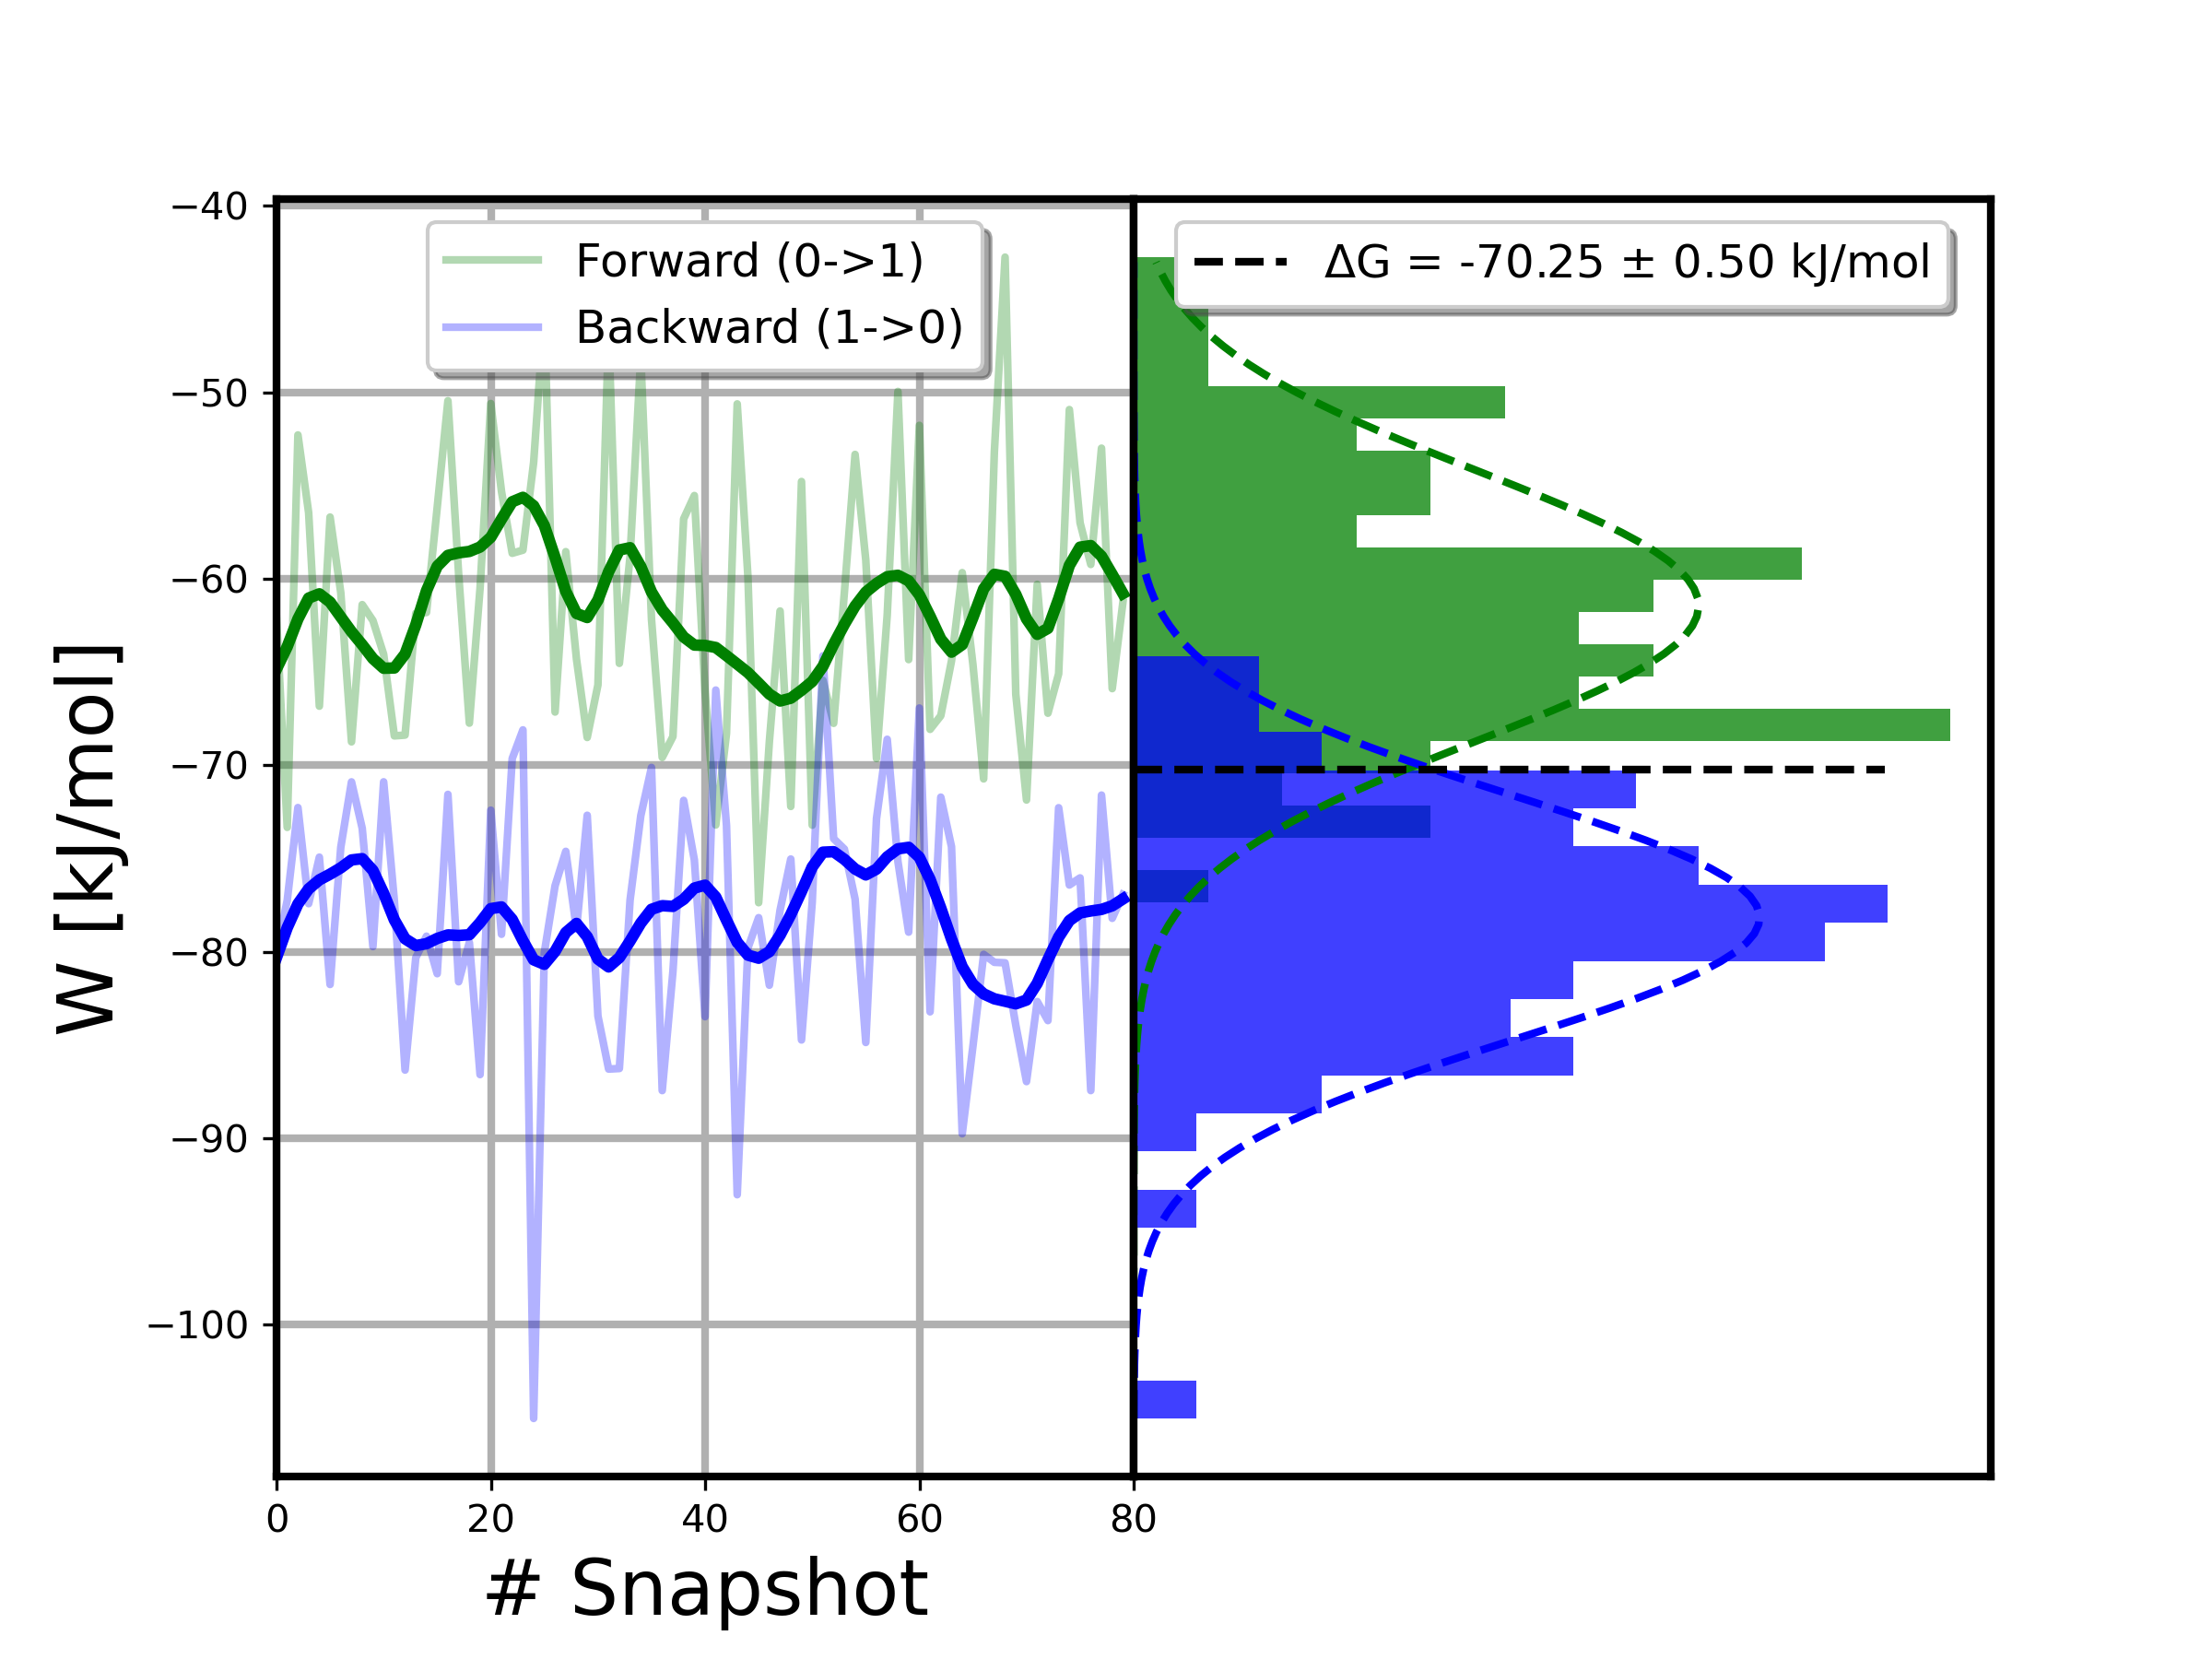 Forward (0->1)
Backward (1->0)
ΔG = -70.25 ± 0.50 kJ/mol
−40
−50
−60
−70
−80
−90
−100
W [kJ/mol]
0 20 40 60 80
# Snapshot